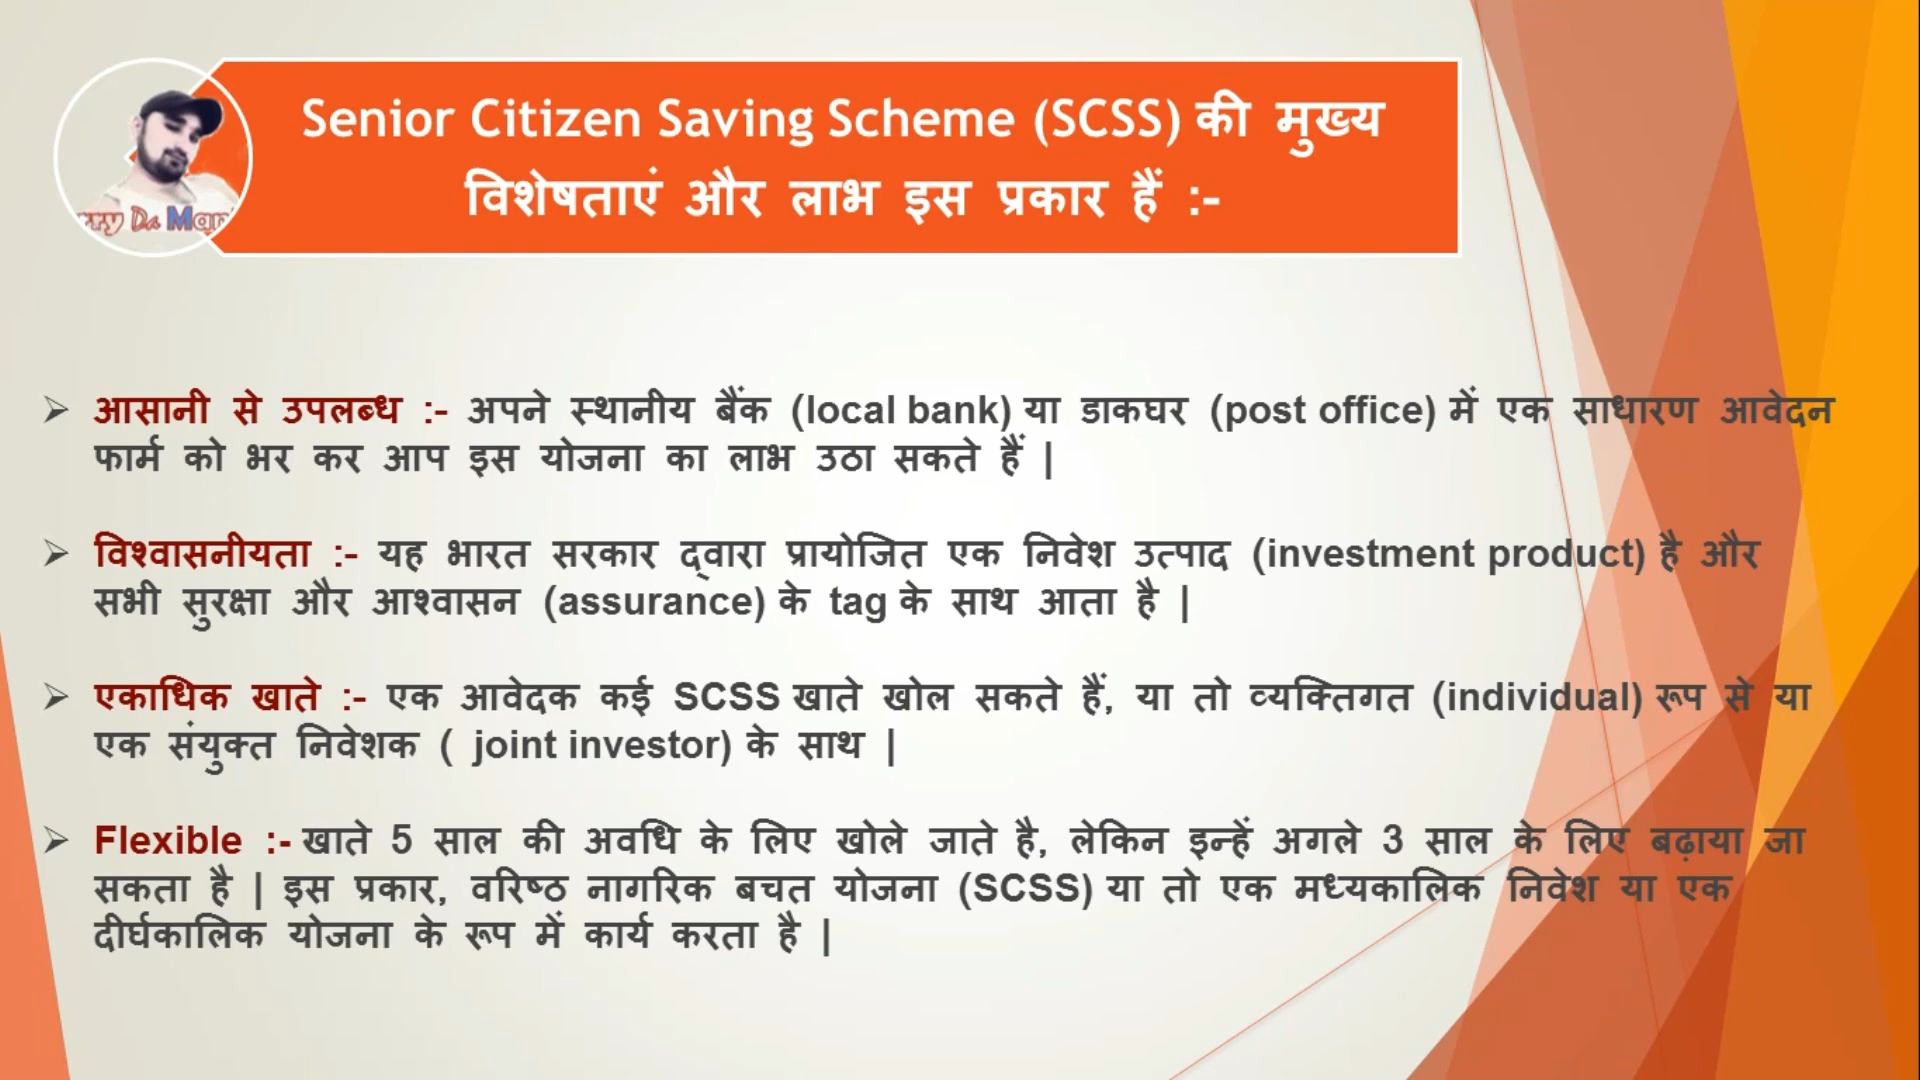 Senior Citizen Saving Scheme (SCSS) की मुख्य
विशेषताएं और लाभ इस प्रकार हैं :-
Da Man
आसानी से उपलब्ध :- अपने स्थानीय बैंक (local bank) या डाकघर (post office) में एक साधारण आवेदन
फार्म को भर कर आप इस योजना का लाभ उठा सकते हैं |
विश्वासनीयता :- यह भारत सरकार द्वारा प्रायोजित एक निवेश उत्पाद (investment product) है और
सभी सुरक्षा और आश्वासन (assurance) के tag के साथ आता है |
एकाधिक खाते :- एक आवेदक कई SCSS खाते खोल सकते हैं, या तो व्यक्तिगत (individual) रूप से या
एक संयुक्त निवेशक ( joint investor) के साथ |
Flexible :- खाते 5 साल की अवधि के लिए खोले जाते है, लेकिन इन्हें अगले 3 साल के लिए बढ़ाया जा
सकता है | इस प्रकार, वरिष्ठ नागरिक बचत योजना (SCSS) या तो एक मध्यकालिक निवेश या एक
दीर्घकालिक योजना के रूप में कार्य करता है |